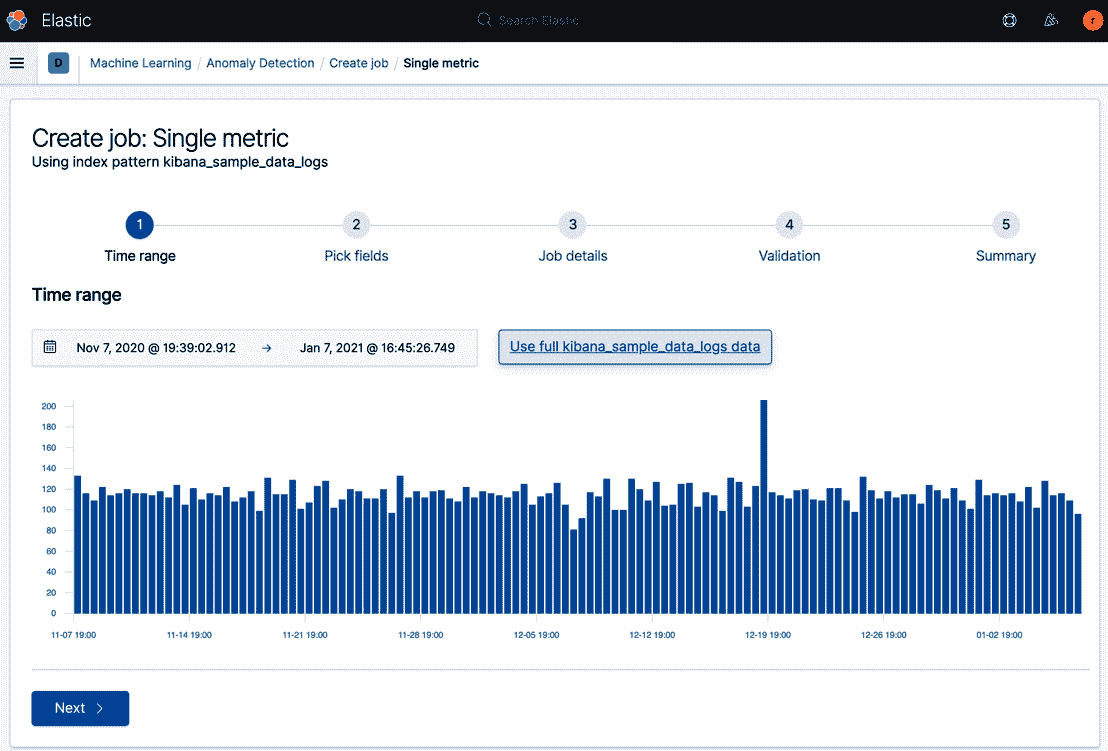 Elastic
Search Elastic
r
D
Machine Learning / Anomaly Detection / Create job / Single metric
Create job: Single metric
Using index pattern kibana_sample_data_logs
1 2 3 4 5
Time range Pick fields Job details Validation Summary
Time range
Nov 7, 2020 @ 19:39:02.912 → Jan 7, 2021 @ 16:45:26.749 Use full kibana_sample_data_logs data
200
180
160
140
120
100
80
60
40
20
0
11-07 19:00 11-14 19:00 11-21 19:00 11-28 19:00 12-05 19:00 12-12 19:00 12-19 19:00 12-26 19:00 01-02 19:00
Next >